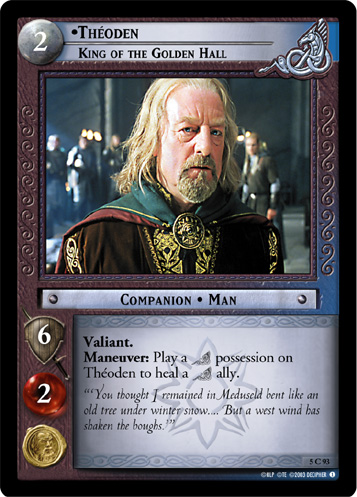 2
•Théoden
King of the Golden Hall
Companion • Man
6
2
Valiant.
Maneuver: Play a possession on
Théoden to heal a ally.
“‘You thought I remained in Meduseld bent like an
old tree under winter snow.... But a west wind has
shaken the boughs.’”
5 C 93
©NLP ©TE ©2003 DECIPHER